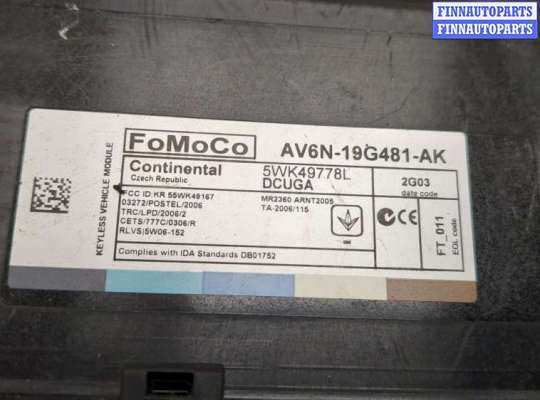 FINNAUTOPARTS
FINNAUTOPARTS
FINNAUTOPARTS
KEYLESS VEHICLE MODULE
FoMoCo
AV6N-19G481-AK
Continental
Czech Republic
5WK49778L
DCUGA
2G03
date code
FCC ID:KR 55WK49167
03272/POSTEL/2006
TRC/LPD/2006/2
CETS/777C/0306/R
RLVS)5W06-152
MR2360 ARNT2005
TA-2006/115
Complies with IDA Standards DB01752
FT_011
EOL code